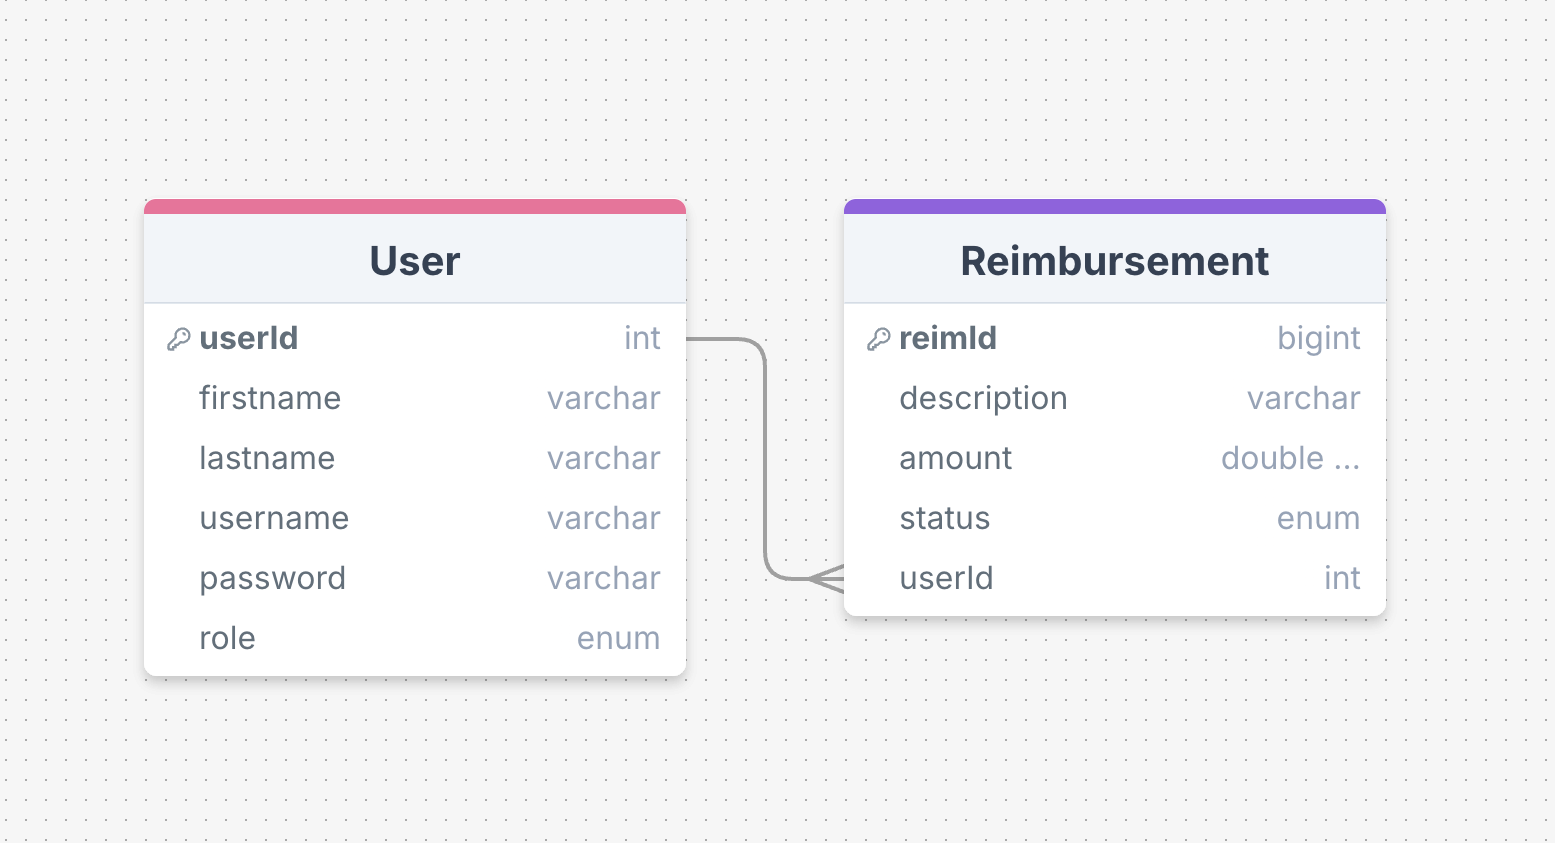 User
userId int
firstname varchar
lastname varchar
username varchar
password varchar
role enum
Reimbursement
reimId bigint
description varchar
amount double ...
status enum
userId int